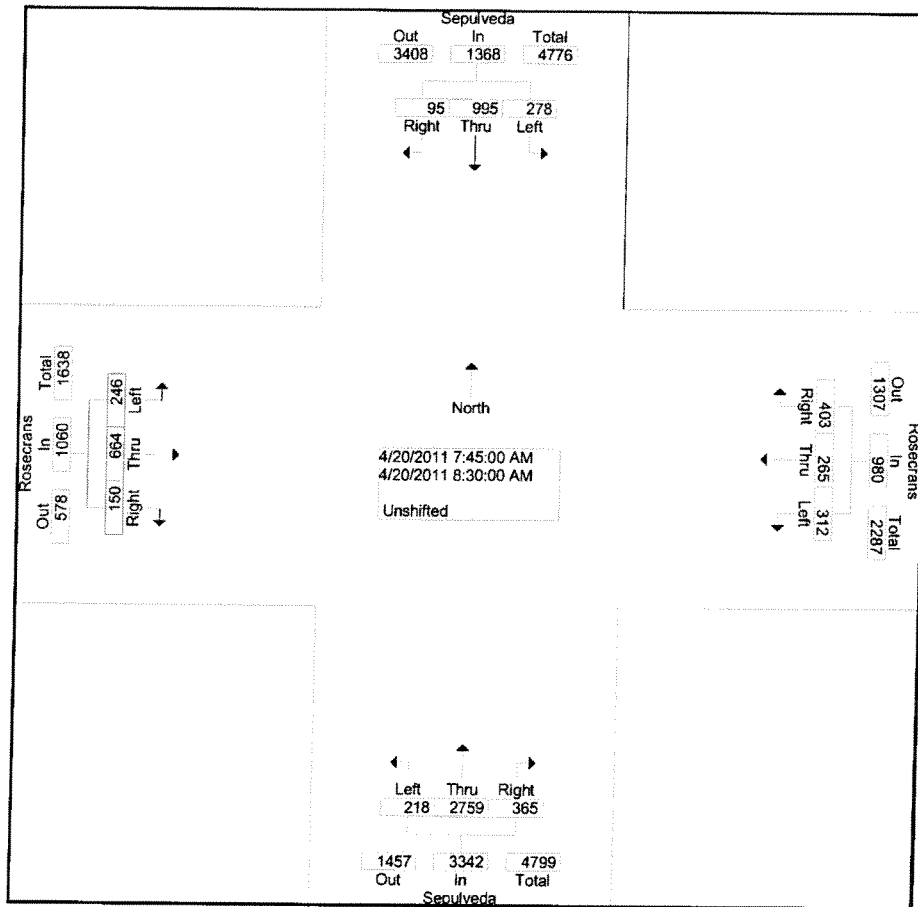 Sepulveda
Out In Total
3408 1368 4776
95 995 278
Right Thru Left
Rosecrans
Total In Out
1638 1060 578
246 664 150
Left Thru Right
North
4/20/2011 7:45:00 AM
4/20/2011 8:30:00 AM
Unshifted
Right Thru Left
403 265 312
Out In Total
1307 980 2287
Rosecrans
Left Thru Right
218 2759 365
1457 3342 4799
Out In Total
Sepulveda